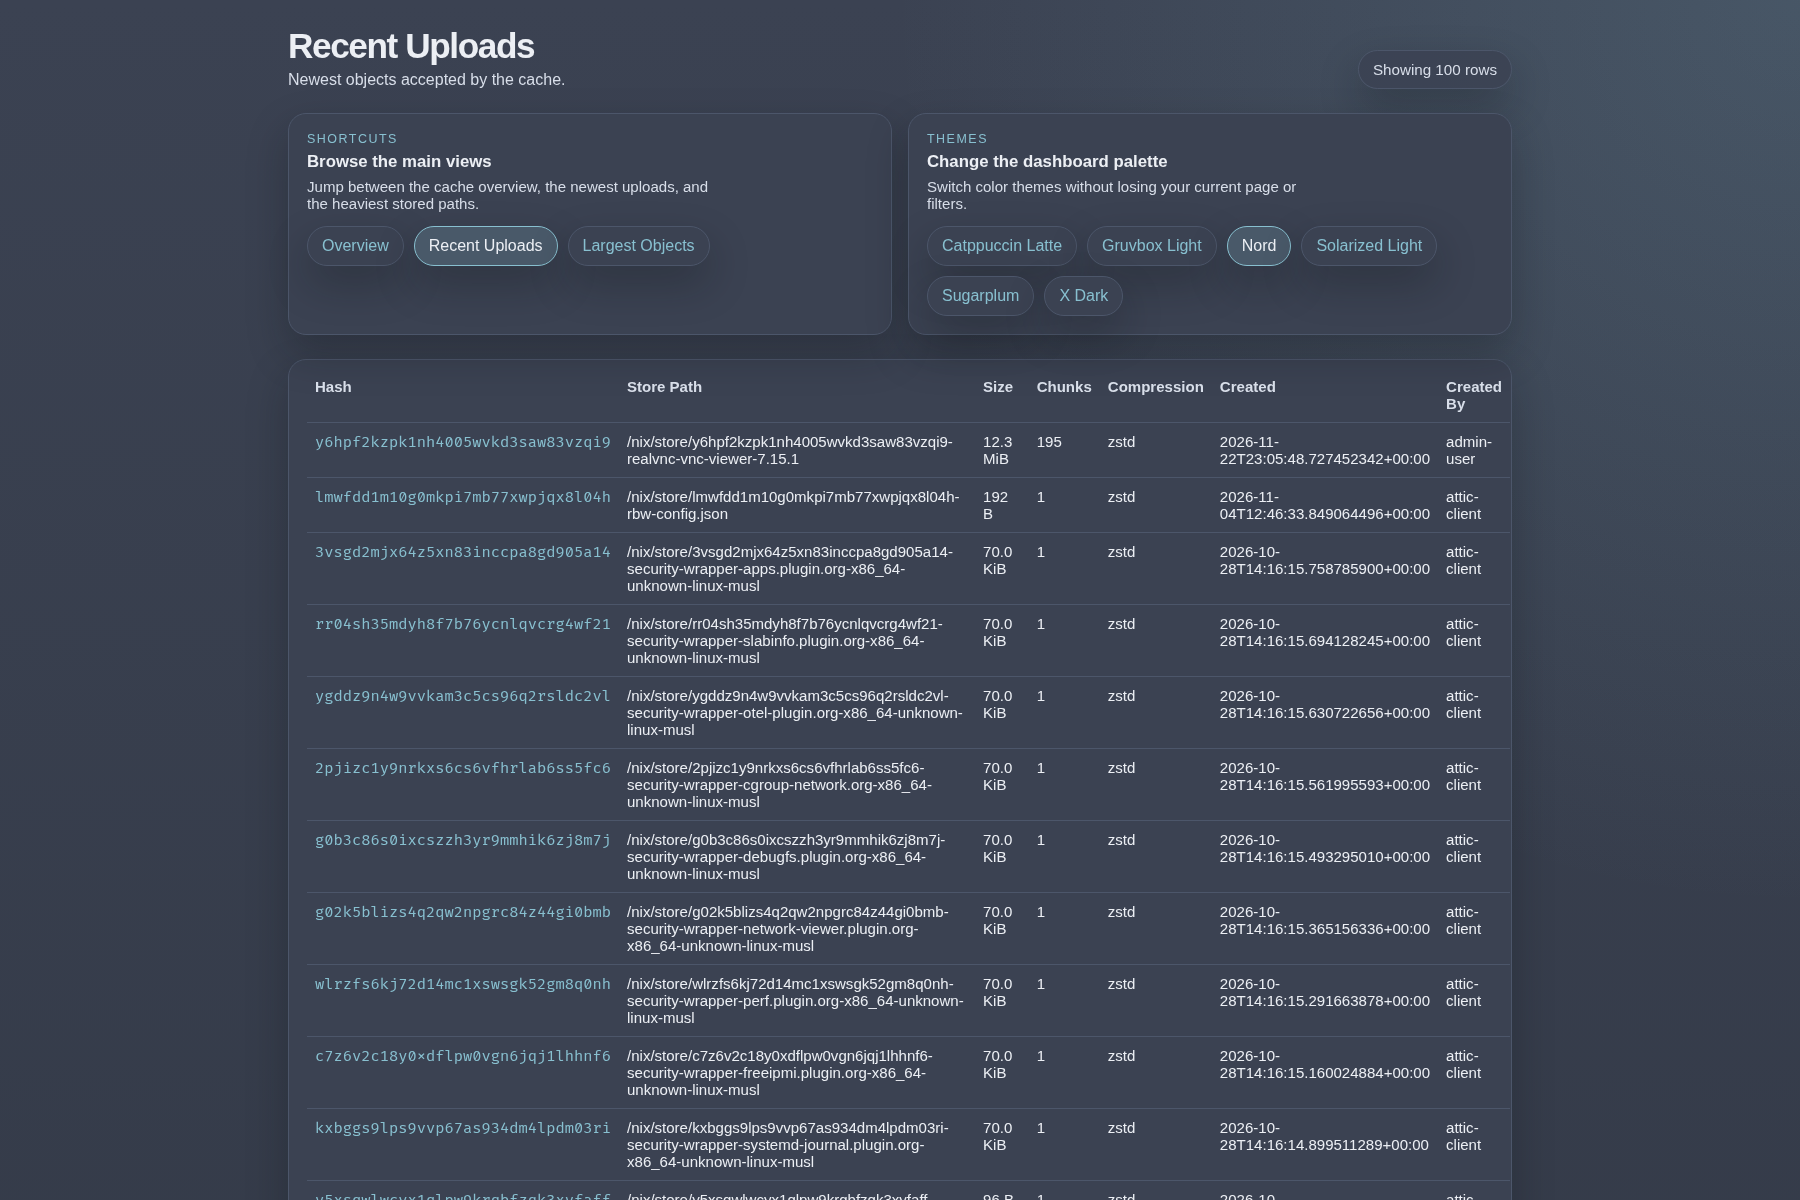 Recent Uploads
Newest objects accepted by the cache.
Showing 100 rows
SHORTCUTS
Browse the main views
Jump between the cache overview, the newest uploads, and
the heaviest stored paths.
Overview Recent Uploads Largest Objects
THEMES
Change the dashboard palette
Switch color themes without losing your current page or
filters.
Catppuccin Latte Gruvbox Light Nord Solarized Light
Sugarplum X Dark
Hash Store Path Size Chunks Compression Created Created
By
y6hpf2kzpk1nh4005wvkd3saw83vzqi9 /nix/store/y6hpf2kzpk1nh4005wvkd3saw83vzqi9- 12.3 195 zstd 2026-11- admin-
realvnc-vnc-viewer-7.15.1 MiB 22T23:05:48.727452342+00:00 user
lmwfdd1m10g0mkpi7mb77xwpjqx8l04h /nix/store/lmwfdd1m10g0mkpi7mb77xwpjqx8l04h- 192 1 zstd 2026-11- attic-
rbw-config.json B 04T12:46:33.849064496+00:00 client
3vsgd2mjx64z5xn83inccpa8gd905a14 /nix/store/3vsgd2mjx64z5xn83inccpa8gd905a14- 70.0 1 zstd 2026-10- attic-
security-wrapper-apps.plugin.org-x86_64- KiB 28T14:16:15.758785900+00:00 client
unknown-linux-musl
rr04sh35mdyh8f7b76ycnlqvcrg4wf21 /nix/store/rr04sh35mdyh8f7b76ycnlqvcrg4wf21- 70.0 1 zstd 2026-10- attic-
security-wrapper-slabinfo.plugin.org-x86_64- KiB 28T14:16:15.694128245+00:00 client
unknown-linux-musl
ygddz9n4w9vvkam3c5cs96q2rsldc2vl /nix/store/ygddz9n4w9vvkam3c5cs96q2rsldc2vl- 70.0 1 zstd 2026-10- attic-
security-wrapper-otel-plugin.org-x86_64-unknown- KiB 28T14:16:15.630722656+00:00 client
linux-musl
2pjizc1y9nrkxs6cs6vfhrlab6ss5fc6 /nix/store/2pjizc1y9nrkxs6cs6vfhrlab6ss5fc6- 70.0 1 zstd 2026-10- attic-
security-wrapper-cgroup-network.org-x86_64- KiB 28T14:16:15.561995593+00:00 client
unknown-linux-musl
g0b3c86s0ixcszzh3yr9mmhik6zj8m7j /nix/store/g0b3c86s0ixcszzh3yr9mmhik6zj8m7j- 70.0 1 zstd 2026-10- attic-
security-wrapper-debugfs.plugin.org-x86_64- KiB 28T14:16:15.493295010+00:00 client
unknown-linux-musl
g02k5blizs4q2qw2npgrc84z44gi0bmb /nix/store/g02k5blizs4q2qw2npgrc84z44gi0bmb- 70.0 1 zstd 2026-10- attic-
security-wrapper-network-viewer.plugin.org- KiB 28T14:16:15.365156336+00:00 client
x86_64-unknown-linux-musl
wlrzfs6kj72d14mc1xswsgk52gm8q0nh /nix/store/wlrzfs6kj72d14mc1xswsgk52gm8q0nh- 70.0 1 zstd 2026-10- attic-
security-wrapper-perf.plugin.org-x86_64-unknown- KiB 28T14:16:15.291663878+00:00 client
linux-musl
c7z6v2c18y0×dflpw0vgn6jqj1lhhnf6 /nix/store/c7z6v2c18y0xdflpw0vgn6jqj1lhhnf6- 70.0 1 zstd 2026-10- attic-
security-wrapper-freeipmi.plugin.org-x86_64- KiB 28T14:16:15.160024884+00:00 client
unknown-linux-musl
kxbggs9lps9vvp67as934dm4lpdm03ri /nix/store/kxbggs9lps9vvp67as934dm4lpdm03ri- 70.0 1 zstd 2026-10- attic-
security-wrapper-systemd-journal.plugin.org- KiB 28T14:16:14.899511289+00:00 client
x86_64-unknown-linux-musl
96 B 1 zstd 2026-10- attic-